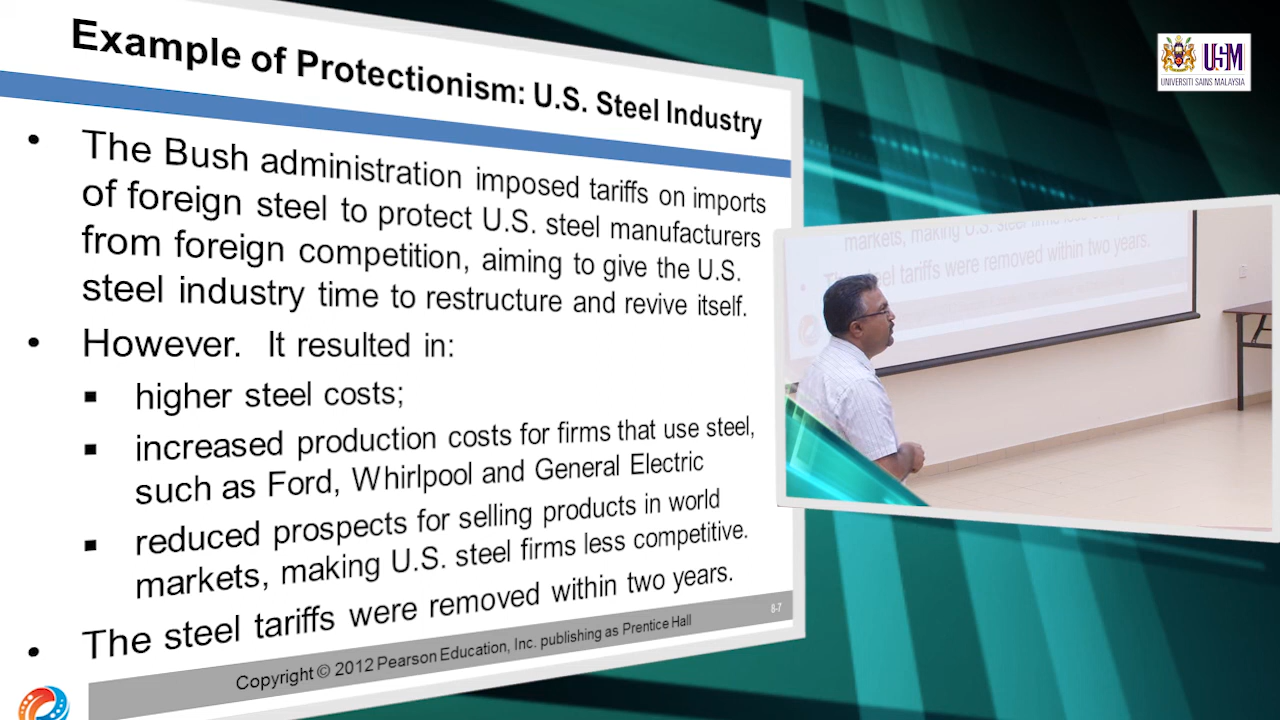 Example of Protectionism: U.S. Steel Industry
• The Bush administration imposed tariffs on imports
of foreign steel to protect U.S. steel manufacturers
from foreign competition, aiming to give the U.S.
steel industry time to restructure and revive itself.
• However. It resulted in:
▪ higher steel costs;
▪ increased production costs for firms that use steel,
such as Ford, Whirlpool and General Electric
▪ reduced prospects for selling products in world
markets, making U.S. steel firms less competitive.
• The steel tariffs were removed within two years.
8-7
Copyright © 2012 Pearson Education, Inc. publishing as Prentice Hall
USM
UNIVERSITI SAINS MALAYSIA
markets, making U.S. steel firms less
steel tariffs were removed within two years.